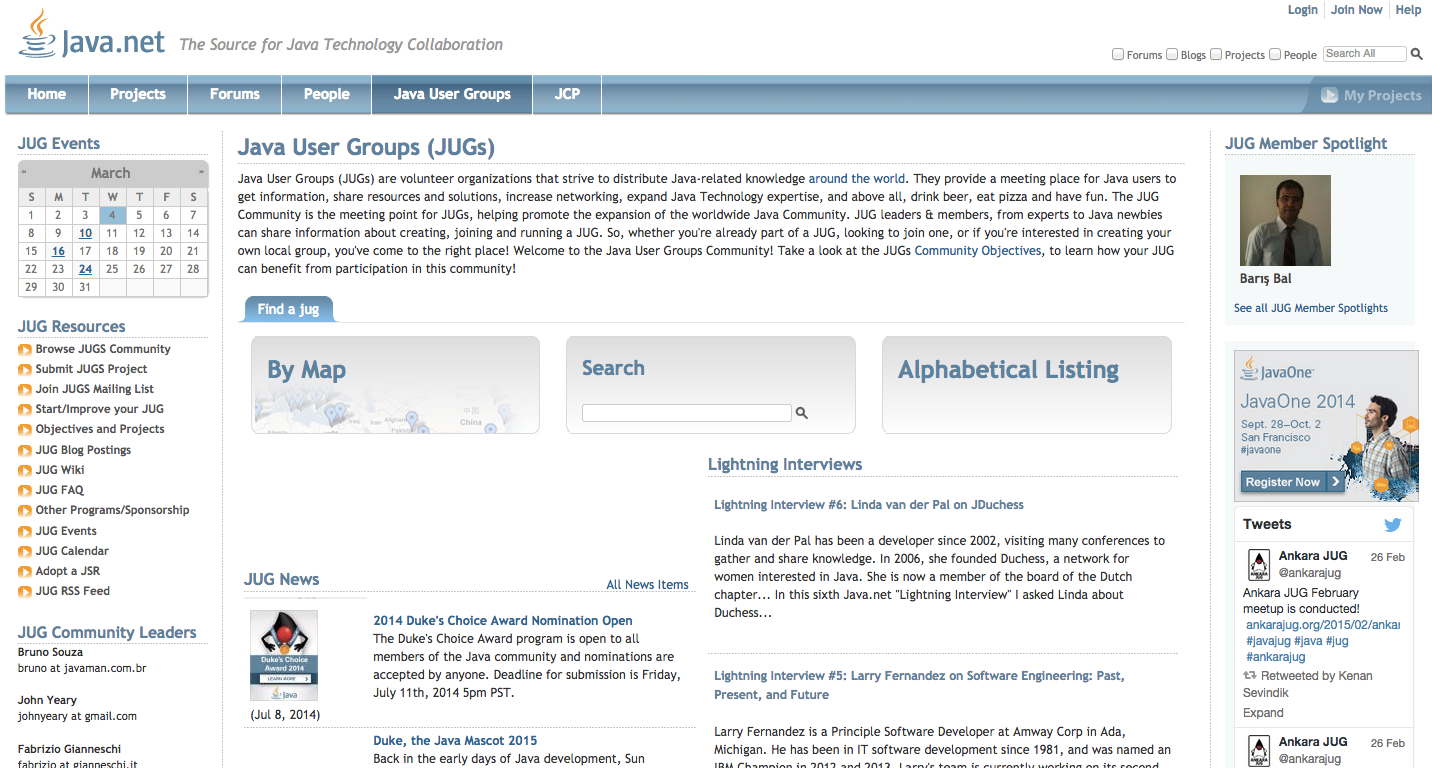 Login Join Now Help
Java.net The Source for Java Technology Collaboration
Forums Blogs Projects People Search All
Home Projects Forums People Java User Groups JCP My Projects
JUG Events
« March »
S M T W T F S
1 2 3 4 5 6 7
8 9 10 11 12 13 14
15 16 17 18 19 20 21
22 23 24 25 26 27 28
29 30 31
JUG Resources
Browse JUGS Community
Submit JUGS Project
Join JUGS Mailing List
Start/Improve your JUG
Objectives and Projects
JUG Blog Postings
JUG Wiki
JUG FAQ
Other Programs/Sponsorship
JUG Events
JUG Calendar
Adopt a JSR
JUG RSS Feed
JUG Community Leaders
Bruno Souza
bruno at javaman.com.br
John Yeary
johnyeary at gmail.com
Fabrizio Gianneschi
fabrizio at gianneschi.it
Java User Groups (JUGs)
Java User Groups (JUGs) are volunteer organizations that strive to distribute Java-related knowledge around the world. They provide a meeting place for Java users to
get information, share resources and solutions, increase networking, expand Java Technology expertise, and above all, drink beer, eat pizza and have fun. The JUG
Community is the meeting point for JUGs, helping promote the expansion of the worldwide Java Community. JUG leaders & members, from experts to Java newbies
can share information about creating, joining and running a JUG. So, whether you're already part of a JUG, looking to join one, or if you're interested in creating your
own local group, you've come to the right place! Welcome to the Java User Groups Community! Take a look at the JUGs Community Objectives, to learn how your JUG
can benefit from participation in this community!
Find a jug
By Map
中国
China
Iraq Iran Afghanistan
Pakistan
Search
Alphabetical Listing
JUG News All News Items
Duke's Choice
Award 2014
LEARN MORE
Java
(Jul 8, 2014)
2014 Duke's Choice Award Nomination Open
The Duke's Choice Award program is open to all
members of the Java community and nominations are
accepted by anyone. Deadline for submission is Friday,
July 11th, 2014 5pm PST.
Duke, the Java Mascot 2015
Back in the early days of Java development, Sun
Lightning Interviews
Lightning Interview #6: Linda van der Pal on JDuchess
Linda van der Pal has been a developer since 2002, visiting many conferences to
gather and share knowledge. In 2006, she founded Duchess, a network for
women interested in Java. She is now a member of the board of the Dutch
chapter... In this sixth Java.net "Lightning Interview" I asked Linda about
Duchess...
Lightning Interview #5: Larry Fernandez on Software Engineering: Past,
Present, and Future
Larry Fernandez is a Principle Software Developer at Amway Corp in Ada,
Michigan. He has been in IT software development since 1981, and was named an
IBM Champion in 2012 and 2013. Larry's team is currently working on its second
JUG Member Spotlight
Barış Bal
See all JUG Member Spotlights
JavaOne
JavaOne 2014
Sept. 28–Oct. 2
San Francisco
#javaone
Register Now
Tweets
Ankara JUG 26 Feb
@ankarajug
ANKARA
JUG
Ankara JUG February
meetup is conducted!
ankarajug.org/2015/02/ankar
#javajug #java #jug
#ankarajug
Retweeted by Kenan
Sevindik
Expand
Ankara JUG 26 Feb
@ankarajug
ANKARA